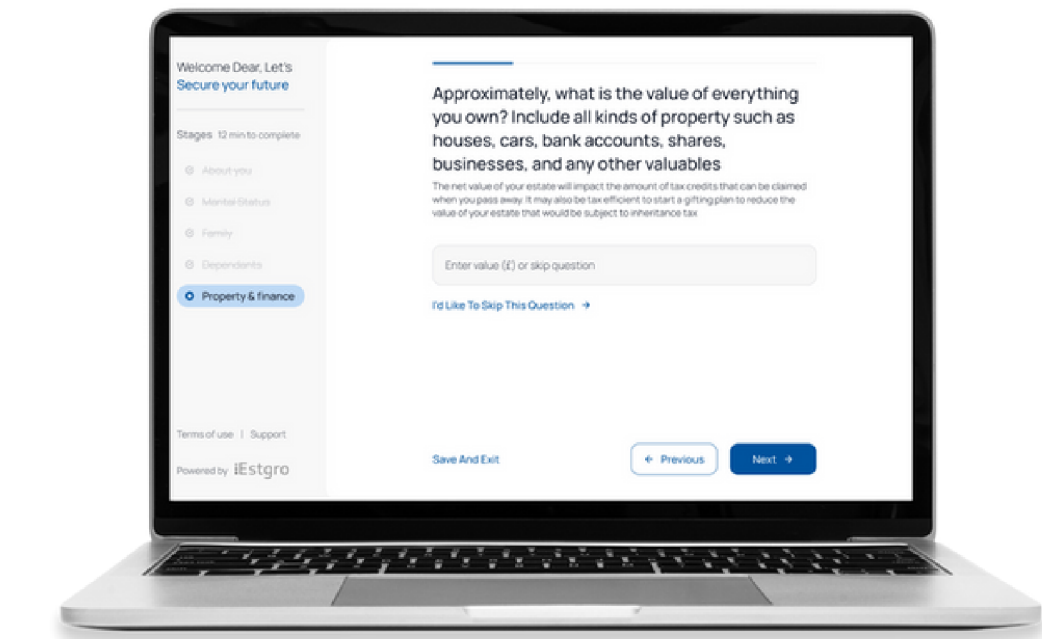 Welcome Dear, Let's
Secure your future
Stages 12 min to complete
About you
Marital Status
Family
Dependants
Property & finance
Terms of use | Support
Powered by iEstgro
Approximately, what is the value of everything
you own? Include all kinds of property such as
houses, cars, bank accounts, shares,
businesses, and any other valuables
The net value of your estate will impact the amount of tax credits that can be claimed
when you pass away. It may also be tax efficient to start a gifting plan to reduce the
value of your estate that would be subject to inheritance tax
Enter value (£) or skip question
I'd Like To Skip This Question →
Save And Exit
← Previous
Next →